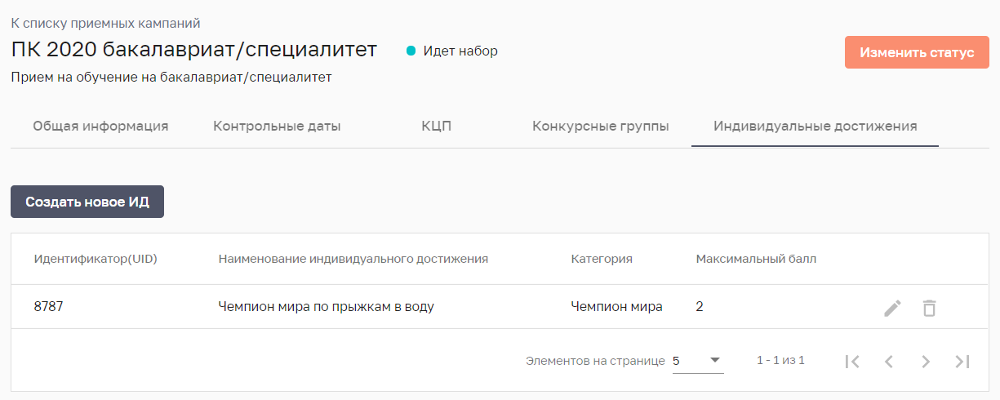 К списку приемных кампаний
ПК 2020 бакалавриат/специалитет
Идет набор
Изменить статус
Прием на обучение на бакалавриат/специалитет
Общая информация
Контрольные даты
КЦП
Конкурсные группы
Индивидуальные достижения
Создать новое ИД
Идентификатор(UID)
Наименование индивидуального достижения
Категория
Максимальный балл
8787
Чемпион мира по прыжкам в воду
Чемпион мира
2
Элементов на странице 5
1 - 1 из 1